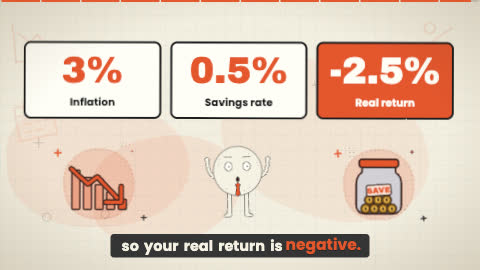 3%
Inflation
0.5%
Savings rate
-2.5%
Real return
SAVE
so your real return is negative.